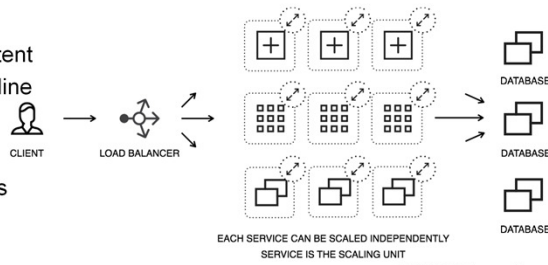 tent
line
CLIENT
LOAD BALANCER
s
EACH SERVICE CAN BE SCALED INDEPENDENTLY
SERVICE IS THE SCALING UNIT
DATABASE
DATABASE
DATABASE